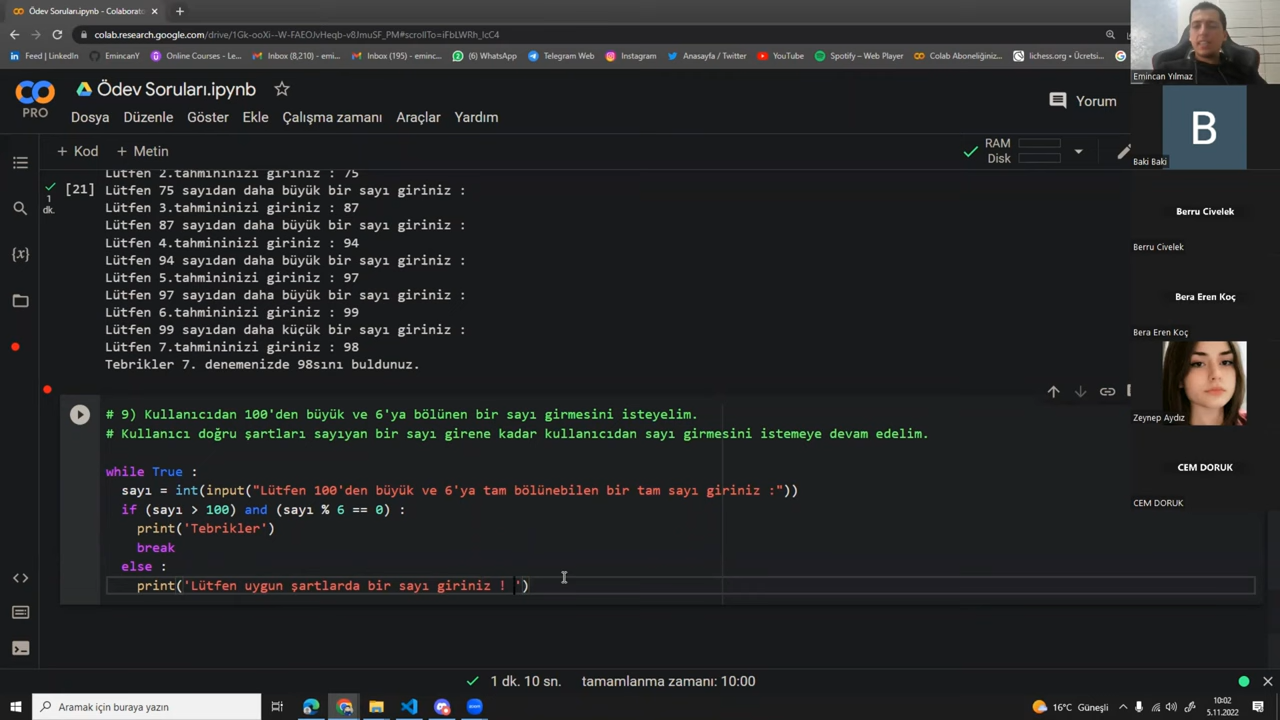 Ödev Soruları.ipynb - Colaborato
colab.research.google.com/drive/1Gk-ooXi--W-FAEOJvHeqb-v8JmuSF_PM#scrollTo=iFbLWRh_IcC4
Feed | LinkedIn
EmincanY
Online Courses - Le...
Inbox (8,210) - emi...
Inbox (195) - eminc...
(6) WhatsApp
Telegram Web
Instagram
Anasayfa / Twitter
YouTube
Spotify – Web Player
Colab Aboneliğiniz...
lichess.org • Ücretsi...
Emincan Yılmaz
PRO
Ödev Soruları.ipynb
Dosya Düzenle Göster Ekle Çalışma zamanı Araçlar Yardım
Yorum
+ Kod + Metin
RAM
Disk
B
Baki Baki
Berru Civelek
Berru Civelek
Bera Eren Koç
Bera Eren Koç
Zeynep Aydız
CEM DORUK
CEM DORUK
1
dk.
[21]
Lütfen 2.tahmininizi giriniz : 75
Lütfen 75 sayıdan daha büyük bir sayı giriniz :
Lütfen 3.tahmininizi giriniz : 87
Lütfen 87 sayıdan daha büyük bir sayı giriniz :
Lütfen 4.tahmininizi giriniz : 94
Lütfen 94 sayıdan daha büyük bir sayı giriniz :
Lütfen 5.tahmininizi giriniz : 97
Lütfen 97 sayıdan daha büyük bir sayı giriniz :
Lütfen 6.tahmininizi giriniz : 99
Lütfen 99 sayıdan daha küçük bir sayı giriniz :
Lütfen 7.tahmininizi giriniz : 98
Tebrikler 7. denemenizde 98sını buldunuz.
# 9) Kullanıcıdan 100'den büyük ve 6'ya bölünen bir sayı girmesini isteyelim.
# Kullanıcı doğru şartları sayıyan bir sayı girene kadar kullanıcıdan sayı girmesini istemeye devam edelim.
while True :
sayı = int(input("Lütfen 100'den büyük ve 6'ya tam bölünebilen bir tam sayı giriniz :"))
if (sayı > 100) and (sayı % 6 == 0) :
print('Tebrikler')
break
else :
print('Lütfen uygun şartlarda bir sayı giriniz ! ')
1 dk. 10 sn. tamamlanma zamanı: 10:00
Aramak için buraya yazın
16°C Güneşli
10:02
5.11.2022